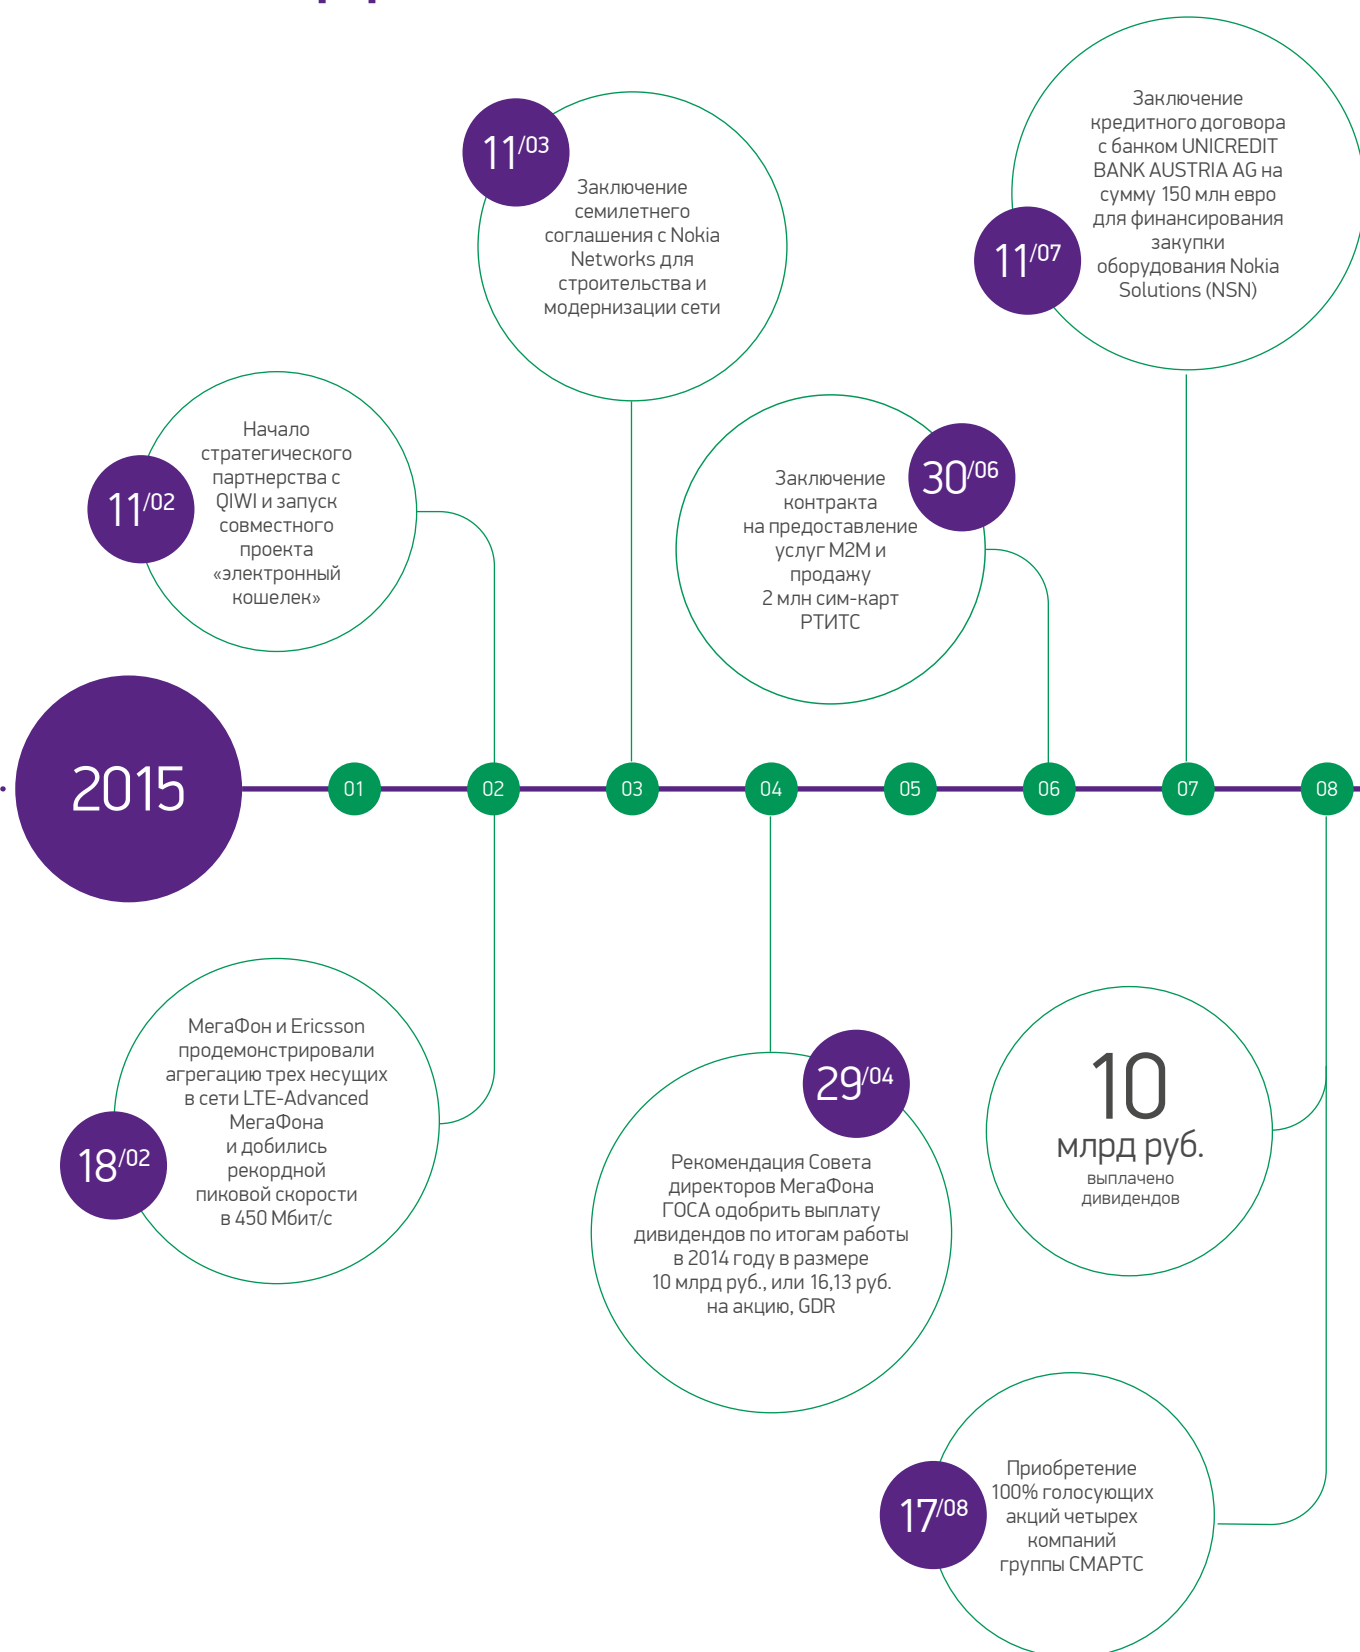 11/03
Заключение
семилетнего
соглашения с Nokia
Networks для
строительства и
модернизации сети
11/07
Заключение
кредитного договора
с банком UNICREDIT
BANK AUSTRIA AG на
сумму 150 млн евро
для финансирования
закупки
оборудования Nokia
Solutions (NSN)
11/02
Начало
стратегического
партнерства с
QIWI и запуск
совместного
проекта
«электронный
кошелек»
30/06
Заключение
контракта
на предоставление
услуг M2M и
продажу
2 млн сим-карт
РТИТС
2015
01
02
03
04
05
06
07
08
18/02
МегаФон и Ericsson
продемонстрировали
агрегацию трех несущих
в сети LTE-Advanced
МегаФона
и добились
рекордной
пиковой скорости
в 450 Мбит/с
29/04
Рекомендация Совета
директоров МегаФона
ГОСА одобрить выплату
дивидендов по итогам работы
в 2014 году в размере
10 млрд руб., или 16,13 руб.
на акцию, GDR
10
млрд руб.
выплачено
дивидендов
17/08
Приобретение
100% голосующих
акций четырех
компаний
группы СМАРТС